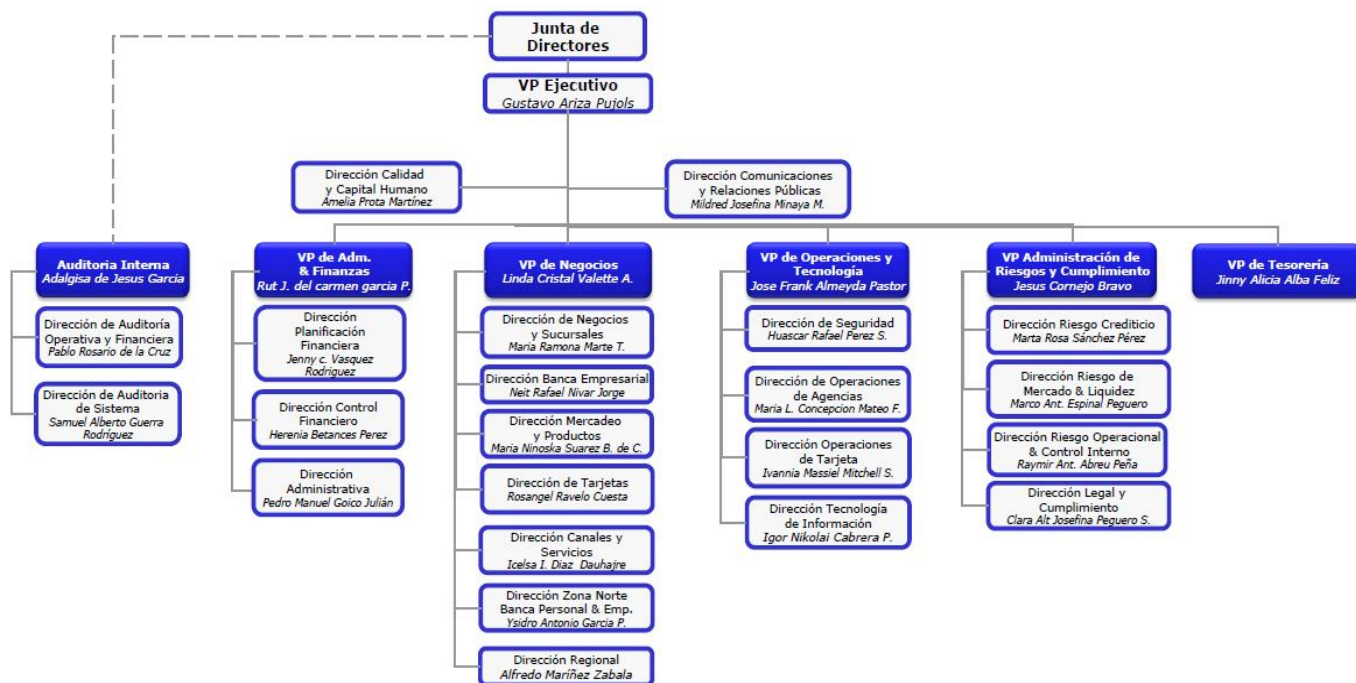 Junta de
Directores
VP Ejecutivo
Gustavo Ariza Pujols
Dirección Calidad
y Capital Humano
Amelia Prota Martínez
Dirección Comunicaciones
y Relaciones Públicas
Mildred Josefina Minaya M.
Auditoria Interna
Adalgisa de Jesus Garcia
Dirección de Auditoría
Operativa y Financiera
Pablo Rosario de la Cruz
Dirección de Auditoria
de Sistema
Samuel Alberto Guerra
Rodríguez
VP de Adm.
& Finanzas
Rut J. del carmen garcia P.
Dirección
Planificación
Financiera
Jenny c. Vasquez
Rodriguez
Dirección Control
Financiero
Herenia Betances Perez
Dirección
Administrativa
Pedro Manuel Goico Julián
VP de Negocios
Linda Cristal Valette A.
Dirección de Negocios
y Sucursales
Maria Ramona Marte T.
Dirección Banca Empresarial
Neit Rafael Nivar Jorge
Dirección Mercadeo
y Productos
Maria Ninoska Suarez B. de C.
Dirección de Tarjetas
Rosangel Ravelo Cuesta
Dirección Canales y
Servicios
Icelsa I. Diaz Dauhajre
Dirección Zona Norte
Banca Personal & Emp.
Ysidro Antonio Garcia P.
Dirección Regional
Alfredo Maríñez Zabala
VP de Operaciones y
Tecnología
Jose Frank Almeyda Pastor
Dirección de Seguridad
Huascar Rafael Perez S.
Dirección de Operaciones
de Agencias
Maria L. Concepcion Mateo F.
Dirección Operaciones
de Tarjeta
Ivannia Massiel Mitchell S.
Dirección Tecnología
de Información
Igor Nikolai Cabrera P.
VP Administración de
Riesgos y Cumplimiento
Jesus Cornejo Bravo
Dirección Riesgo Crediticio
Marta Rosa Sánchez Pérez
Dirección Riesgo de
Mercado & Liquidez
Marco Ant. Espinal Peguero
Dirección Riesgo Operacional
& Control Interno
Raymir Ant. Abreu Peña
Dirección Legal y
Cumplimiento
Clara Alt Josefina Peguero S.
VP de Tesorería
Jinny Alicia Alba Feliz